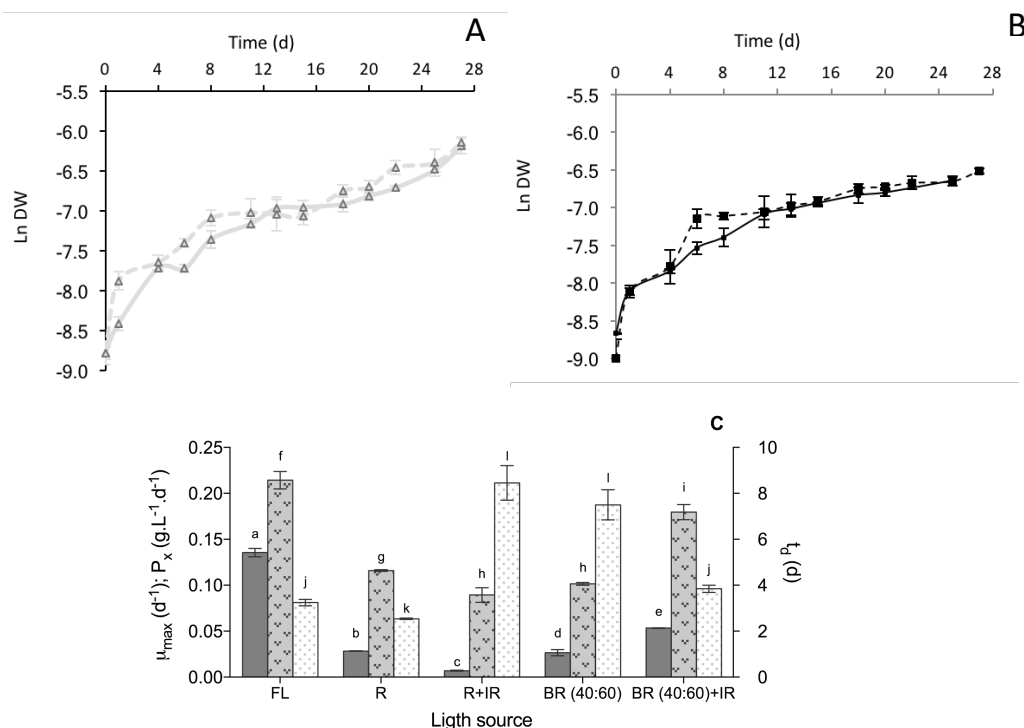 A
Time (d)
0 4 8 12 16 20 24 28
-5.5
-6.0
-6.5
-7.0
-7.5
-8.0
-8.5
-9.0
Ln DW
B
Time (d)
0 4 8 12 16 20 24 28
-5.5
-6.0
-6.5
-7.0
-7.5
-8.0
-8.5
-9.0
Ln DW
C
0.25
0.20
0.15
0.10
0.05
0.00
μmax (d-1); Px (g.L-1.d-1)
10
8
6
4
2
0
td (d)
a f j
b g k
c h l
d h l
e i j
FL R R+IR BR (40:60) BR (40:60)+IR
Ligth source